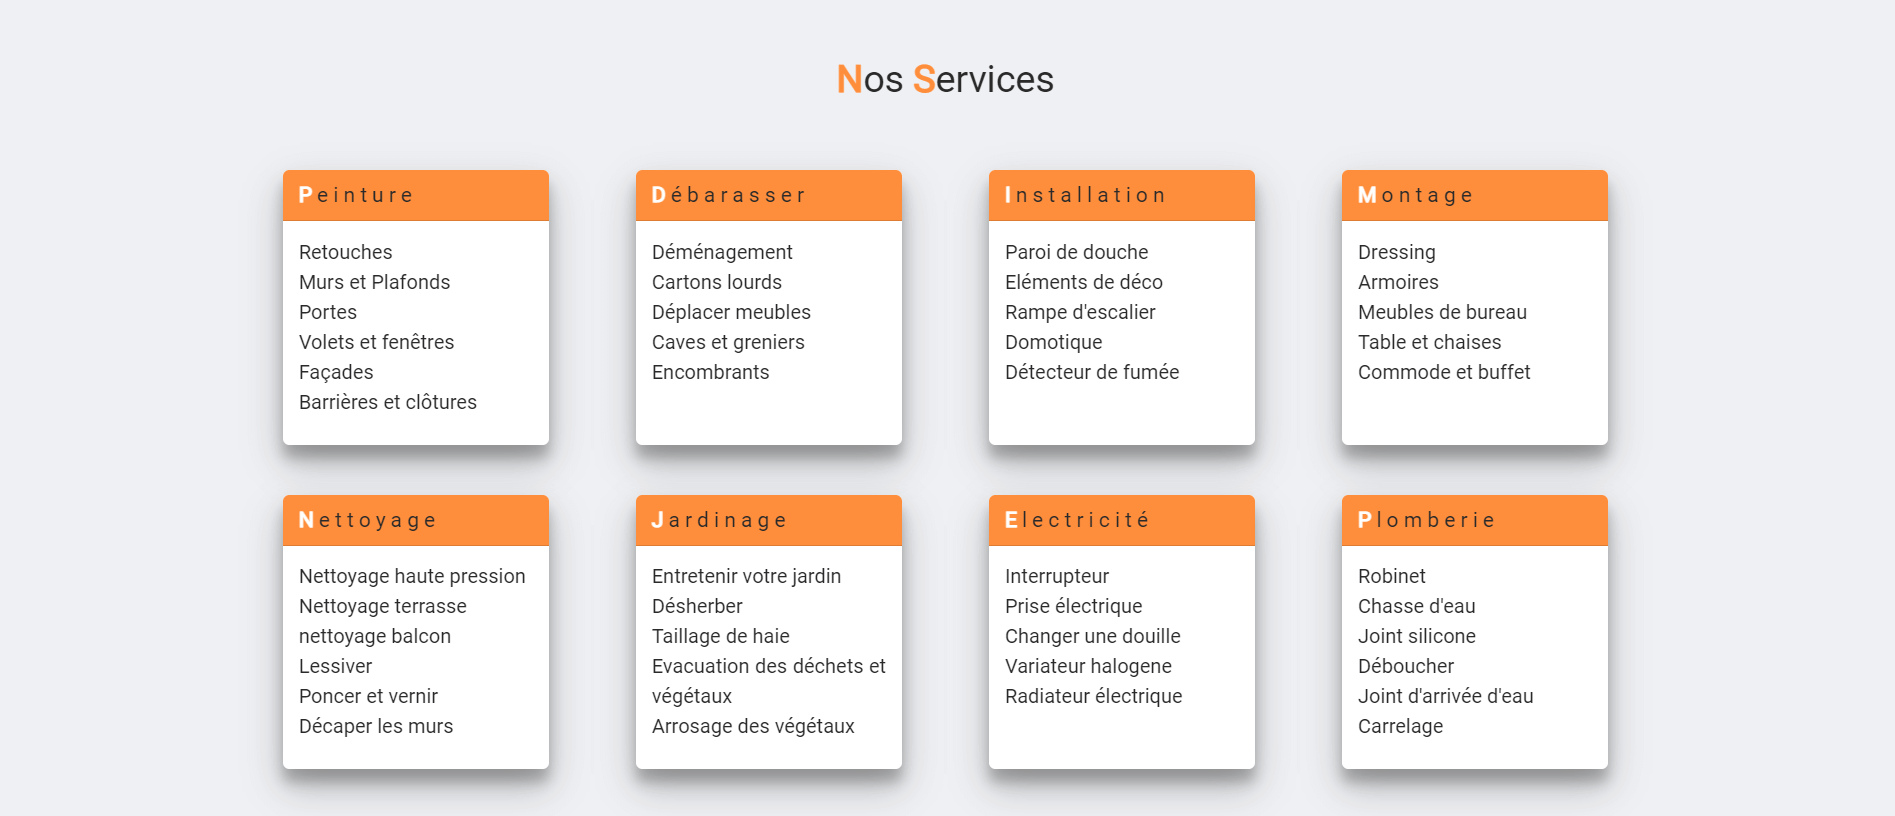 Nos Services
Peinture
Retouches
Murs et Plafonds
Portes
Volets et fenêtres
Façades
Barrières et clôtures
Débarasser
Déménagement
Cartons lourds
Déplacer meubles
Caves et greniers
Encombrants
Installation
Paroi de douche
Eléments de déco
Rampe d'escalier
Domotique
Détecteur de fumée
Montage
Dressing
Armoires
Meubles de bureau
Table et chaises
Commode et buffet
Nettoyage
Nettoyage haute pression
Nettoyage terrasse
nettoyage balcon
Lessiver
Poncer et vernir
Décaper les murs
Jardinage
Entretenir votre jardin
Désherber
Taillage de haie
Evacuation des déchets et
végétaux
Arrosage des végétaux
Electricité
Interrupteur
Prise électrique
Changer une douille
Variateur halogene
Radiateur électrique
Plomberie
Robinet
Chasse d'eau
Joint silicone
Déboucher
Joint d'arrivée d'eau
Carrelage